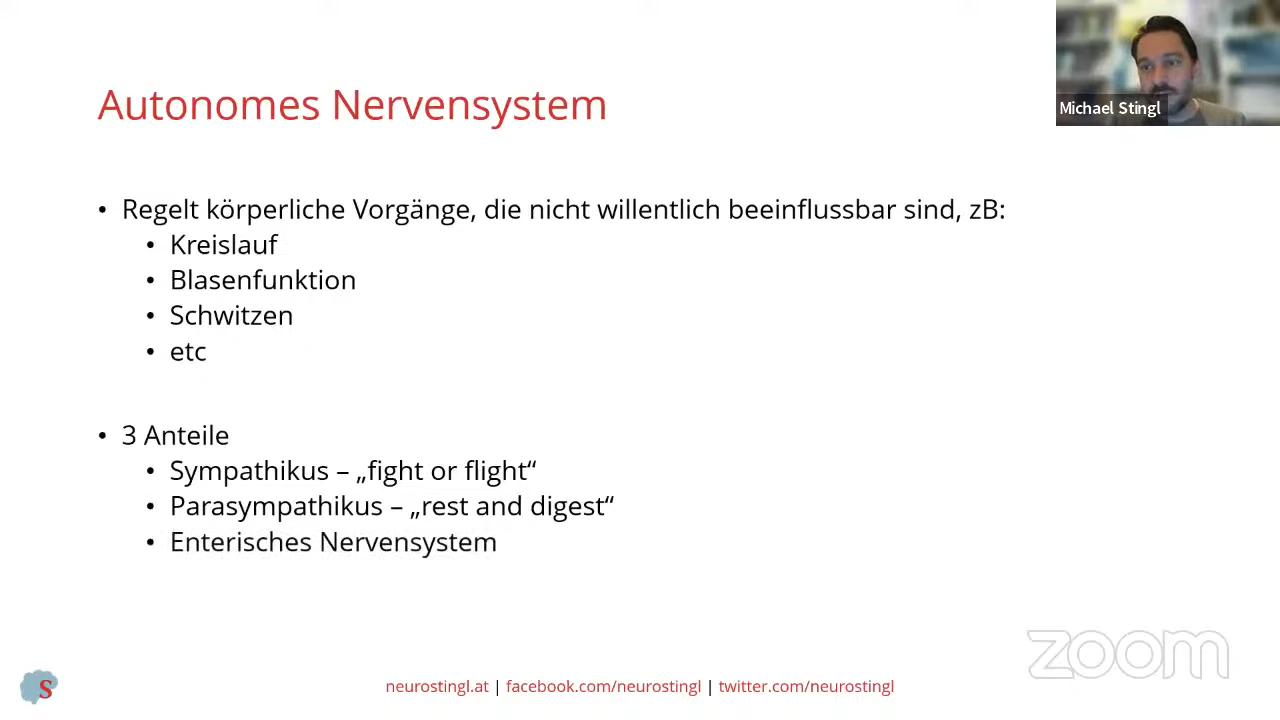 Autonomes Nervensystem
Michael Stingl
• Regelt körperliche Vorgänge, die nicht willentlich beeinflussbar sind, zB:
• Kreislauf
• Blasenfunktion
• Schwitzen
• etc
• 3 Anteile
• Sympathikus – „fight or flight“
• Parasympathikus – „rest and digest“
• Enterisches Nervensystem
zoom
S
neurostingl.at | facebook.com/neurostingl | twitter.com/neurostingl